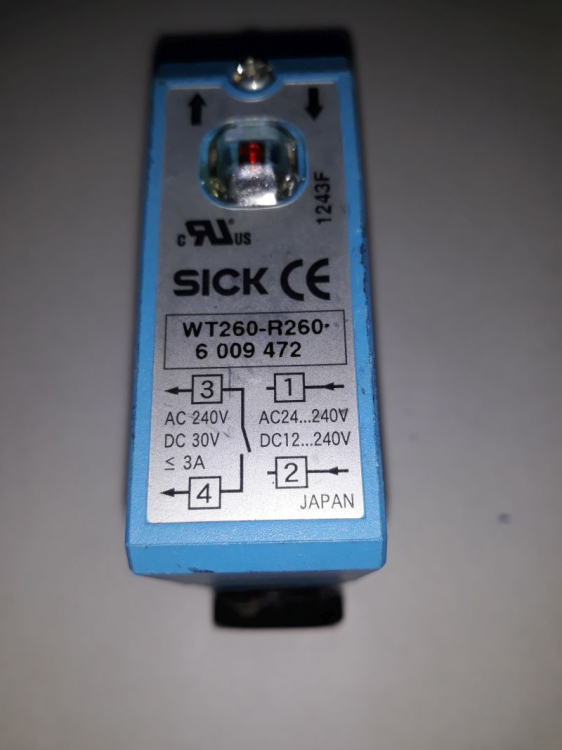 1243F
c RU US
SICK CE
WT260-R260
6 009 472
3 1
AC 240V AC24...240V
DC 30V DC12...240V
≤ 3A
4 2
JAPAN